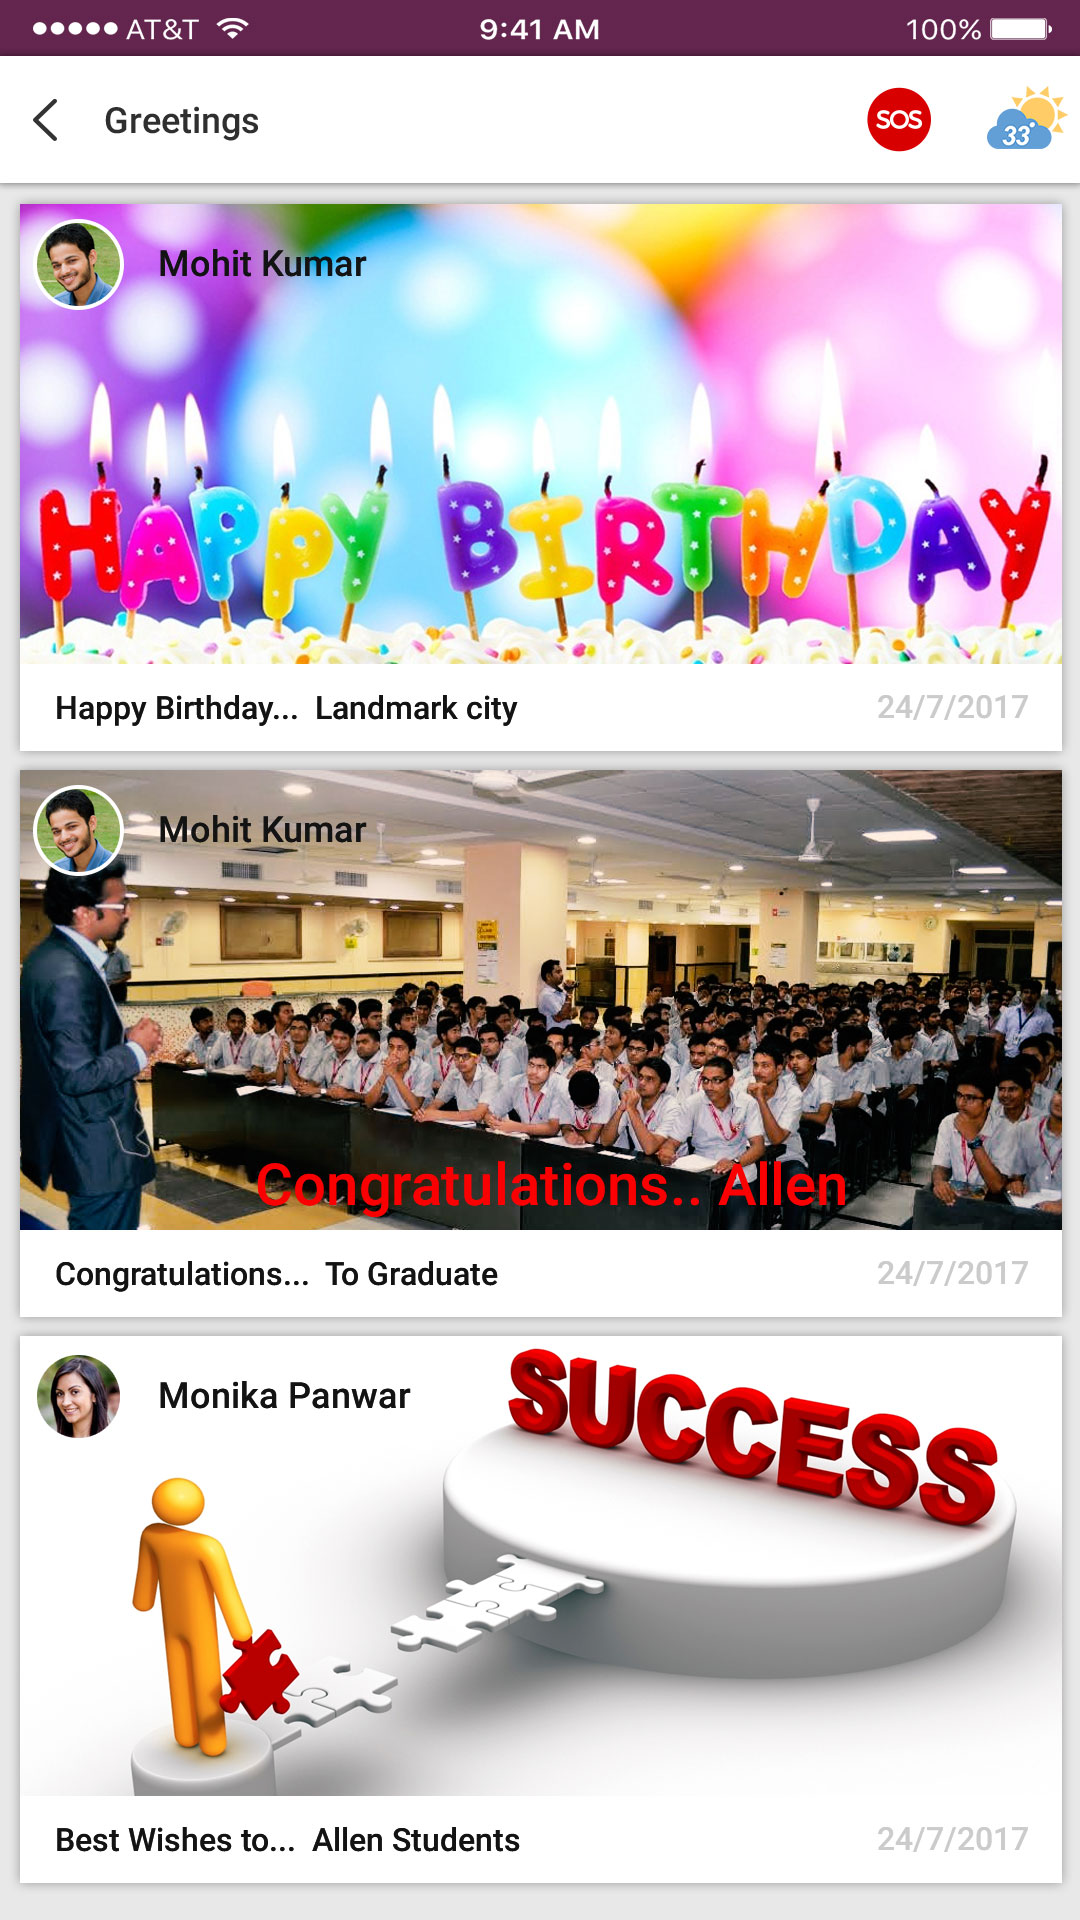 AT&T 9:41 AM 100%
Greetings SOS 33°
Mohit Kumar
HAPPY BIRTHDAY
Happy Birthday... Landmark city 24/7/2017
Mohit Kumar
Congratulations.. Allen
Congratulations... To Graduate 24/7/2017
Monika Panwar
SUCCESS
Best Wishes to... Allen Students 24/7/2017